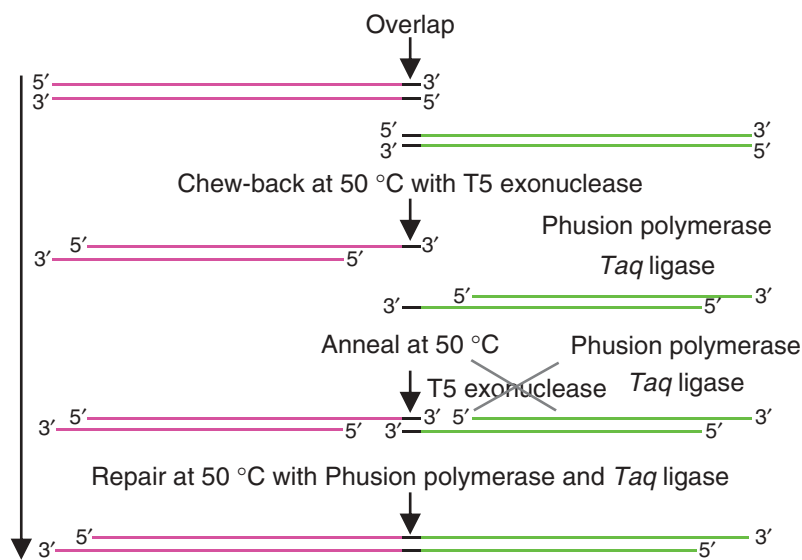 Overlap
5′ 3′
3′ 5′
5′ 3′
3′ 5′
Chew-back at 50 °C with T5 exonuclease
5′ 3′ Phusion polymerase
3′ 5′ Taq ligase
5′ 3′
3′ 5′
Anneal at 50 °C Phusion polymerase
T5 exonuclease Taq ligase
5′ 3′ 5′ 3′
3′ 5′ 3′ 5′
Repair at 50 °C with Phusion polymerase and Taq ligase
5′ 3′
3′ 5′